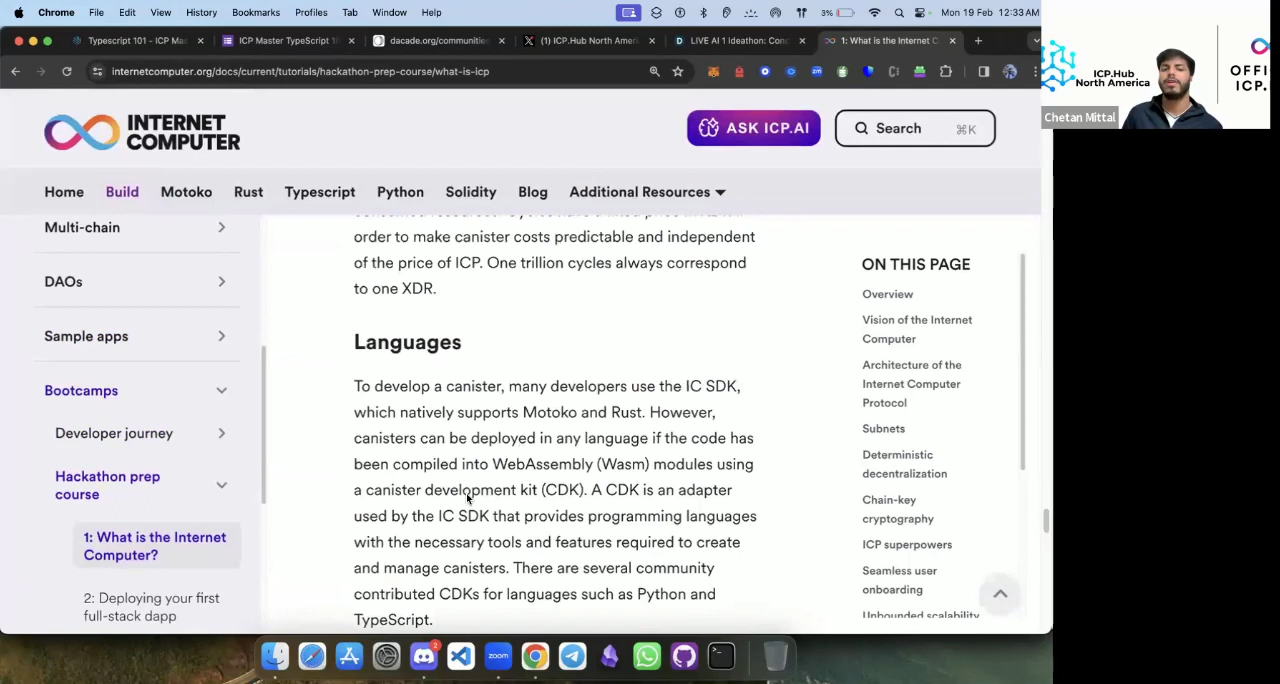 Chrome File Edit View History Bookmarks Profiles Tab Window Help 3% Mon 19 Feb 12:33 AM
Typescript 101 - ICP Ma
ICP Master TypeScript 1
dacade.org/communitie
(1) ICP.Hub North Ameri
LIVE AI 1 Ideathon: Con
1: What is the Internet C
internetcomputer.org/docs/current/tutorials/hackathon-prep-course/what-is-icp
ICP.Hub
North America
OFFI
ICP.
Chetan Mittal
INTERNET
COMPUTER
ASK ICP.AI
Search ⌘K
Home Build Motoko Rust Typescript Python Solidity Blog Additional Resources
Multi-chain
DAOs
Sample apps
Bootcamps
Developer journey
Hackathon prep
course
1: What is the Internet
Computer?
2: Deploying your first
full-stack dapp
order to make canister costs predictable and independent
of the price of ICP. One trillion cycles always correspond
to one XDR.
Languages
To develop a canister, many developers use the IC SDK,
which natively supports Motoko and Rust. However,
canisters can be deployed in any language if the code has
been compiled into WebAssembly (Wasm) modules using
a canister development kit (CDK). A CDK is an adapter
used by the IC SDK that provides programming languages
with the necessary tools and features required to create
and manage canisters. There are several community
contributed CDKs for languages such as Python and
TypeScript.
ON THIS PAGE
Overview
Vision of the Internet
Computer
Architecture of the
Internet Computer
Protocol
Subnets
Deterministic
decentralization
Chain-key
cryptography
ICP superpowers
Seamless user
onboarding
Unbounded scalability
2
zoom